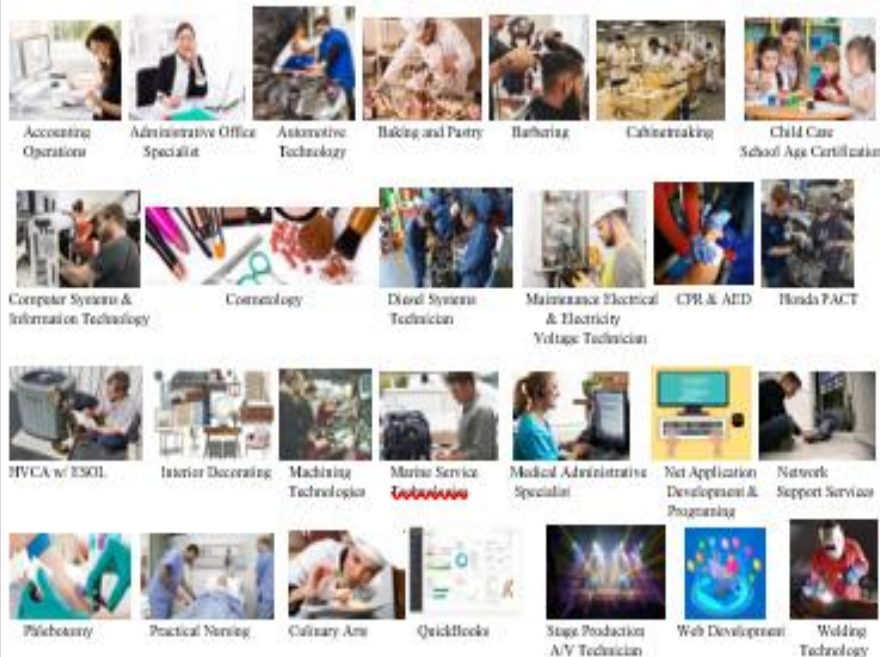 Accounting
Operations
Administrative Office
Specialist
Automotive
Technology
Baking and Pastry
Barbering
Cabinetmaking
Child Care
School Age Certification
Computer Systems &
Information Technology
Cosmetology
Diesel Systems
Technician
Maintenance Electrical
& Electricity
Voltage Technician
CPR & AED
Honda PACT
HVCA w/ ESOL
Interior Decorating
Machining
Technologies
Marine Service
Technologies
Medical Administrative
Specialist
Net Application
Development &
Programing
Network
Support Services
Phlebotomy
Practical Nursing
Culinary Arts
QuickBooks
Stage Production
A/V Technician
Web Development
Welding
Technology